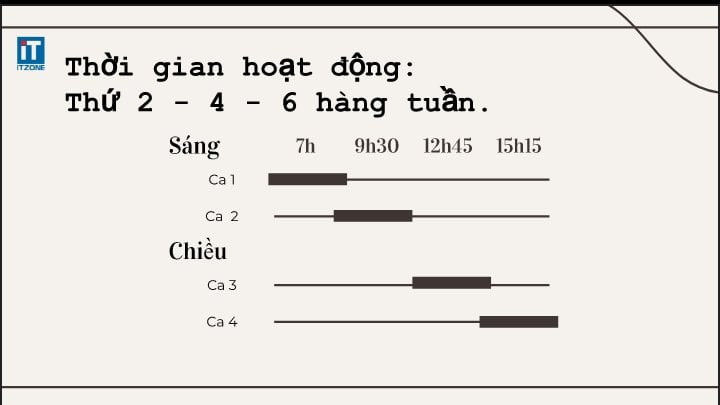 iT
ITZONE
Thời gian hoạt động:
Thứ 2 - 4 - 6 hàng tuần.
Sáng 7h 9h30 12h45 15h15
Ca 1
Ca 2
Chiều
Ca 3
Ca 4